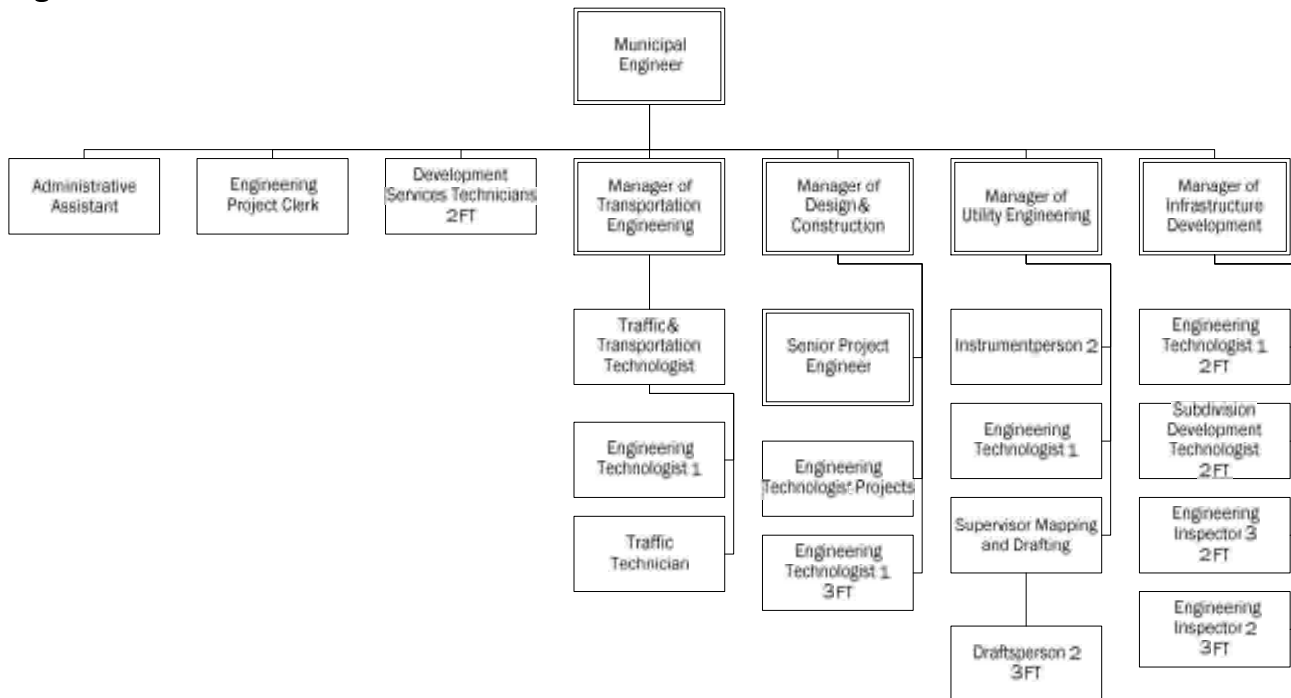 Municipal
Engineer
Administrative
Assistant
Engineering
Project Clerk
Development
Services Technicians
2FT
Manager of
Transportation
Engineering
Manager of
Design &
Construction
Manager of
Utility Engineering
Manager of
Infrastructure
Development
Traffic &
Transportation
Technologist
Engineering
Technologist 1
Traffic
Technician
Senior Project
Engineer
Engineering
Technologist Projects
Engineering
Technologist 1
3FT
Instrumentperson 2
Engineering
Technologist 1
Supervisor Mapping
and Drafting
Draftsperson 2
3FT
Engineering
Technologist 1
2FT
Subdivision
Development
Technologist
2FT
Engineering
Inspector 3
2FT
Engineering
Inspector 2
3FT